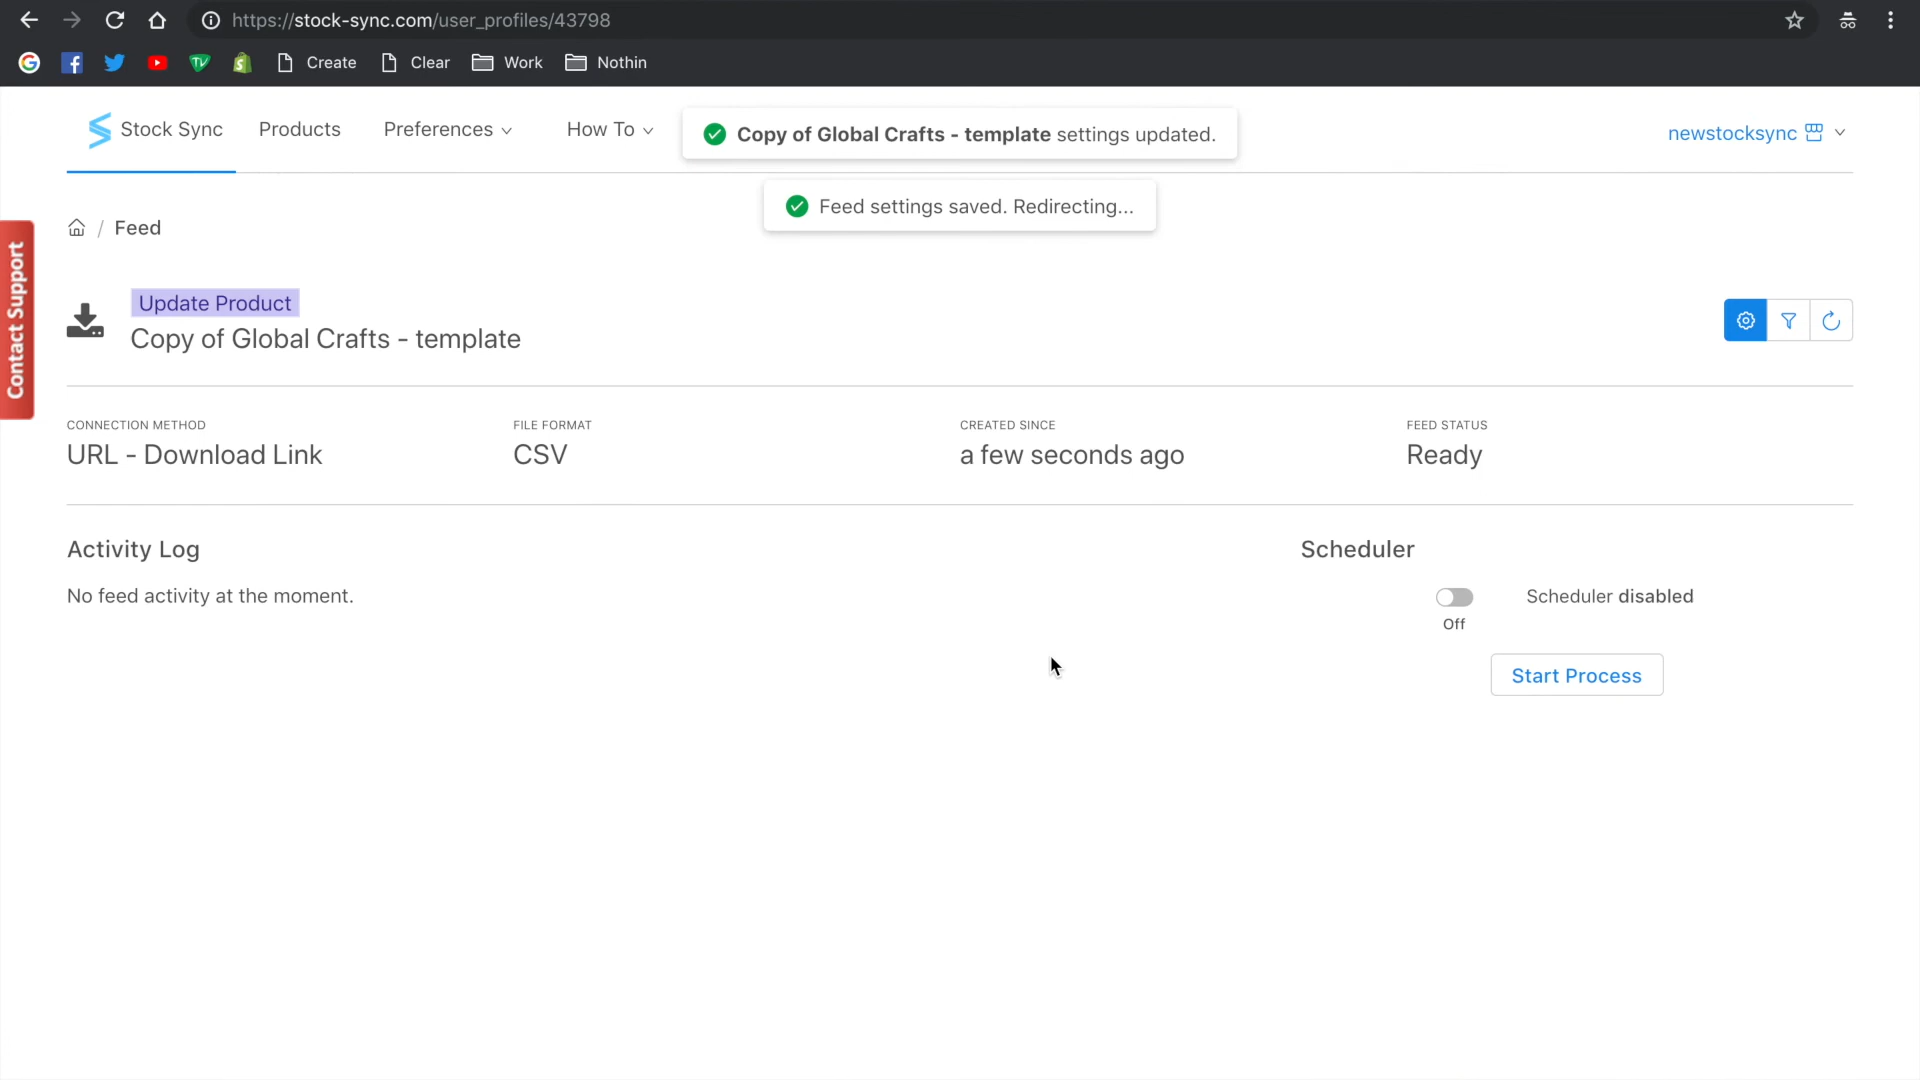 https://stock-sync.com/user_profiles/43798
Create
Clear
Work
Nothin
Stock Sync
Products
Preferences
How To
Copy of Global Crafts - template settings updated.
newstocksync
Feed settings saved. Redirecting...
/ Feed
Contact Support
Update Product
Copy of Global Crafts - template
CONNECTION METHOD
URL - Download Link
FILE FORMAT
CSV
CREATED SINCE
a few seconds ago
FEED STATUS
Ready
Activity Log
No feed activity at the moment.
Scheduler
Off
Scheduler disabled
Start Process